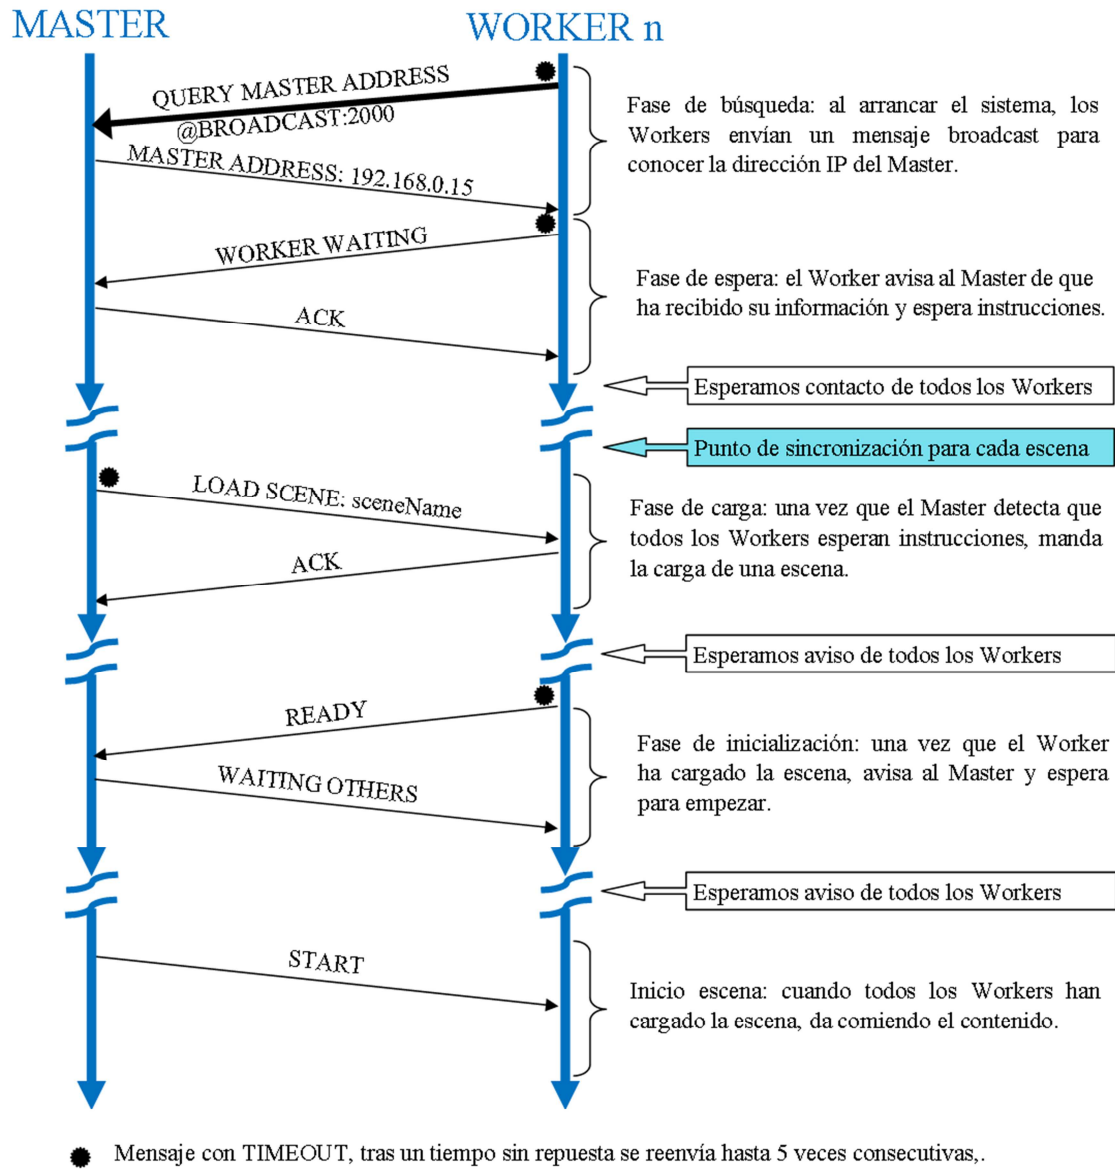 MASTER
WORKER n
QUERY MASTER ADDRESS
@BROADCAST:2000
MASTER ADDRESS: 192.168.0.15
Fase de búsqueda: al arrancar el sistema, los
Workers envían un mensaje broadcast para
conocer la dirección IP del Master.
WORKER WAITING
ACK
Fase de espera: el Worker avisa al Master de que
ha recibido su información y espera instrucciones.
Esperamos contacto de todos los Workers
Punto de sincronización para cada escena
LOAD SCENE: sceneName
ACK
Fase de carga: una vez que el Master detecta que
todos los Workers esperan instrucciones, manda
la carga de una escena.
Esperamos aviso de todos los Workers
READY
WAITING OTHERS
Fase de inicialización: una vez que el Worker
ha cargado la escena, avisa al Master y espera
para empezar.
Esperamos aviso de todos los Workers
START
Inicio escena: cuando todos los Workers han
cargado la escena, da comiendo el contenido.
Mensaje con TIMEOUT, tras un tiempo sin repuesta se reenvía hasta 5 veces consecutivas,.